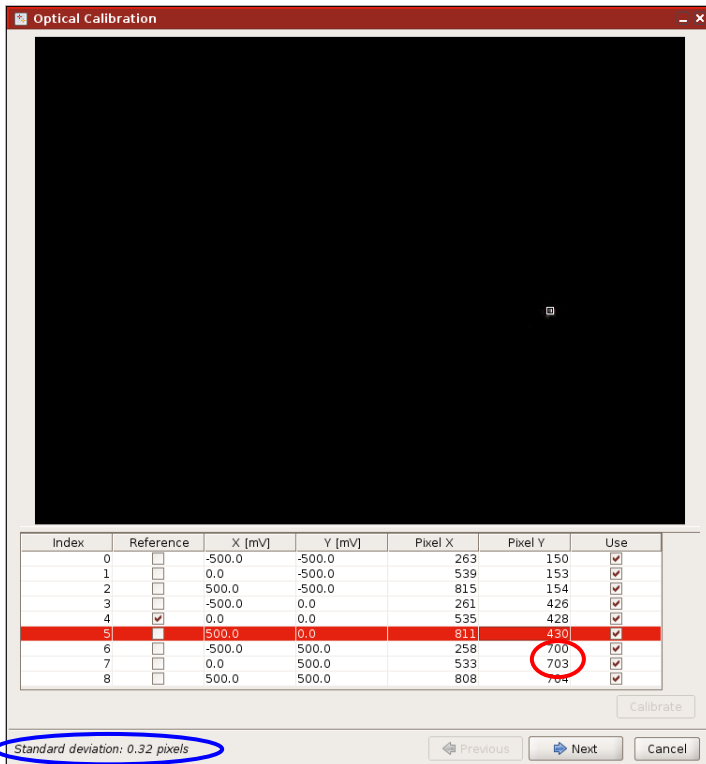 Optical Calibration
Index Reference X [mV] Y [mV] Pixel X Pixel Y Use
0 -500.0 -500.0 263 150
1 0.0 -500.0 539 153
2 500.0 -500.0 815 154
3 -500.0 0.0 261 426
4 0.0 0.0 535 428
5 500.0 0.0 811 430
6 -500.0 500.0 258 700
7 0.0 500.0 533 703
8 500.0 500.0 808 704
Calibrate
Standard deviation: 0.32 pixels Previous Next Cancel